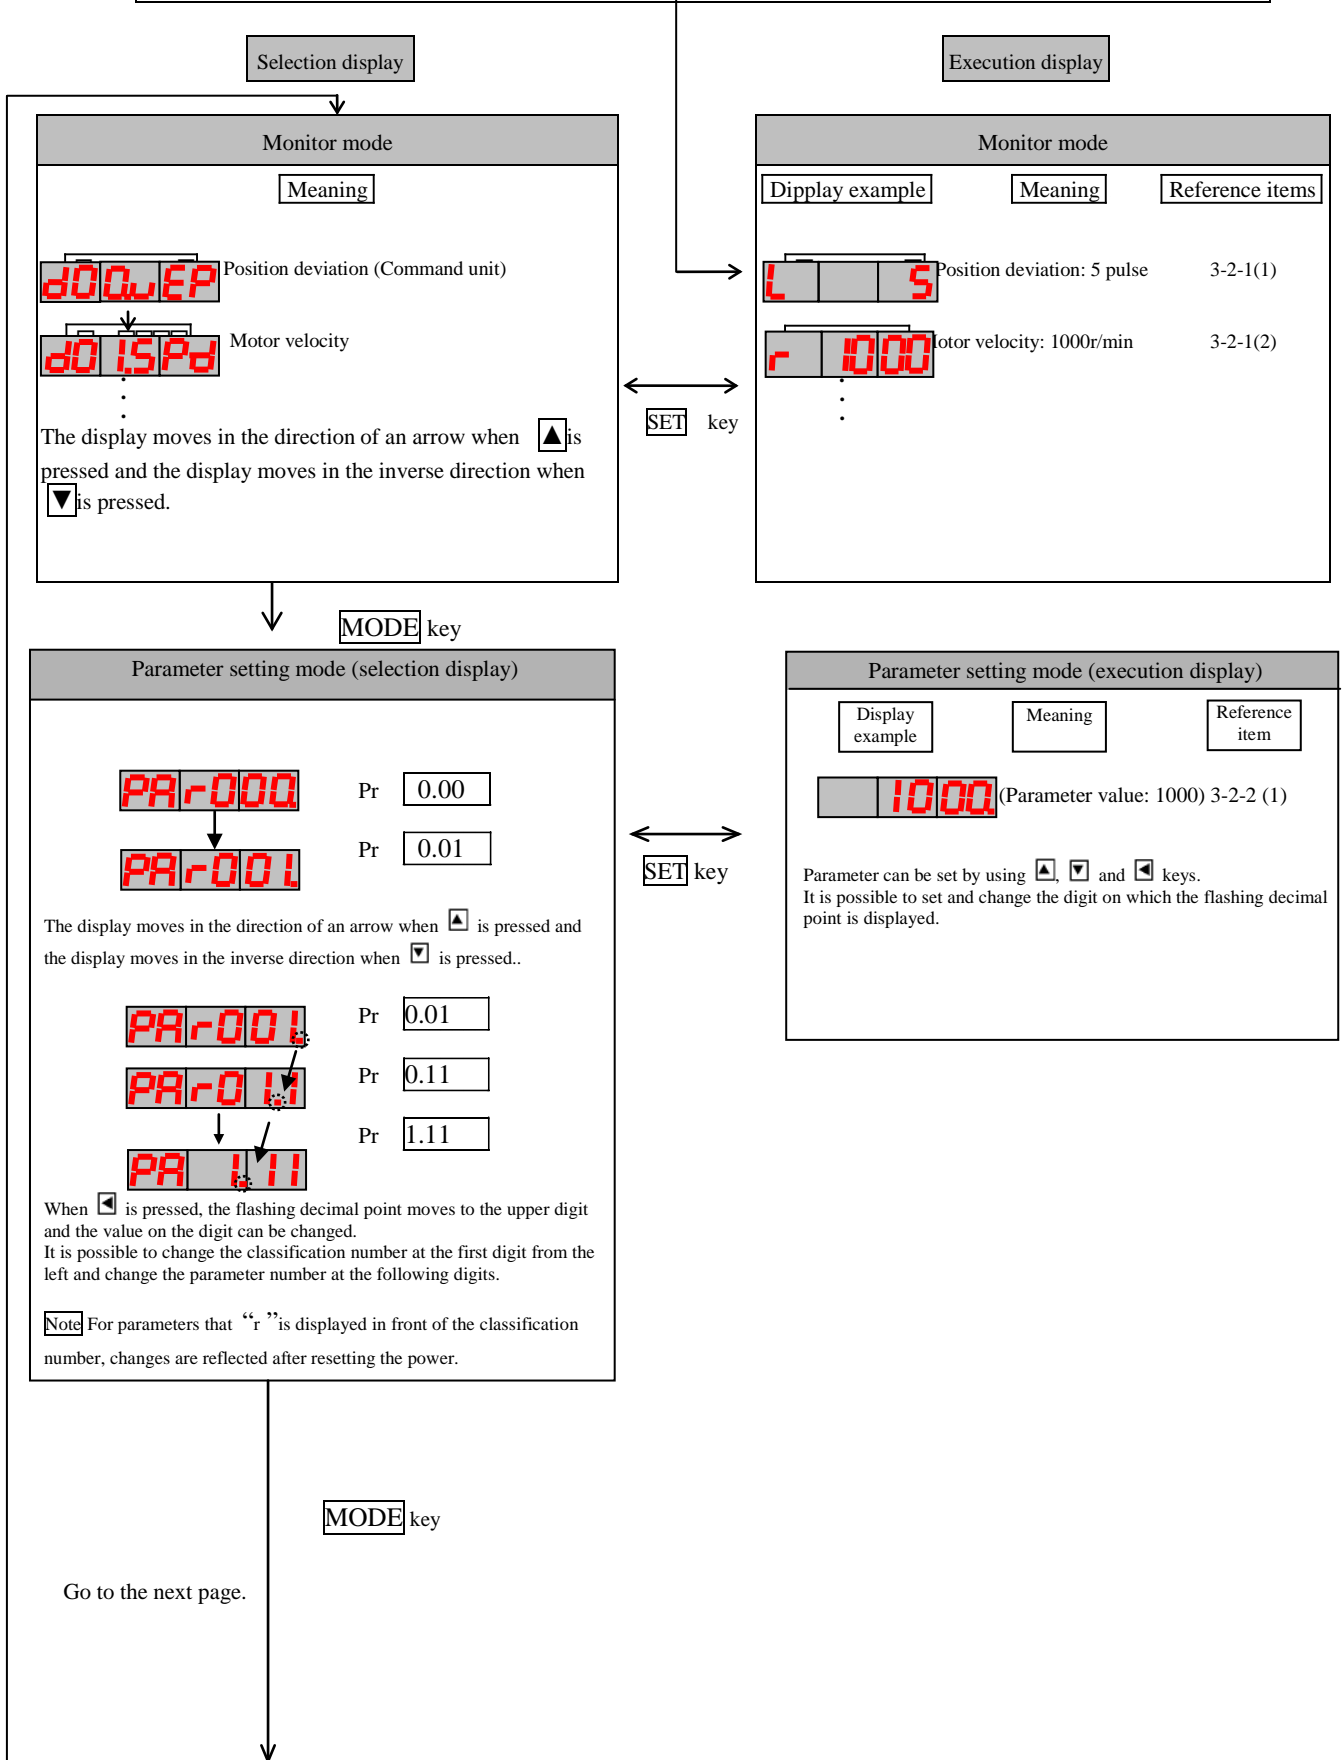 Selection display
Execution display
Monitor mode
Meaning
d00.uEP
Position deviation (Command unit)
d01.SPd
Motor velocity
The display moves in the direction of an arrow when ▲ is
pressed and the display moves in the inverse direction when
▼ is pressed.
SET key
Monitor mode
Dipplay example
Meaning
Reference items
L 5
Position deviation: 5 pulse
3-2-1(1)
r 1000
otor velocity: 1000r/min
3-2-1(2)
MODE key
Parameter setting mode (selection display)
PAr000.
Pr 0.00
PAr001.
Pr 0.01
The display moves in the direction of an arrow when ▲ is pressed and
the display moves in the inverse direction when ▼ is pressed..
PAr001.
Pr 0.01
PAr01.1
Pr 0.11
PA 1.11
Pr 1.11
When ◀ is pressed, the flashing decimal point moves to the upper digit
and the value on the digit can be changed.
It is possible to change the classification number at the first digit from the
left and change the parameter number at the following digits.
Note For parameters that “r ”is displayed in front of the classification
number, changes are reflected after resetting the power.
SET key
Parameter setting mode (execution display)
Display
example
Meaning
Reference
item
1000.
(Parameter value: 1000) 3-2-2 (1)
Parameter can be set by using ▲, ▼ and ◀ keys.
It is possible to set and change the digit on which the flashing decimal
point is displayed.
MODE key
Go to the next page.